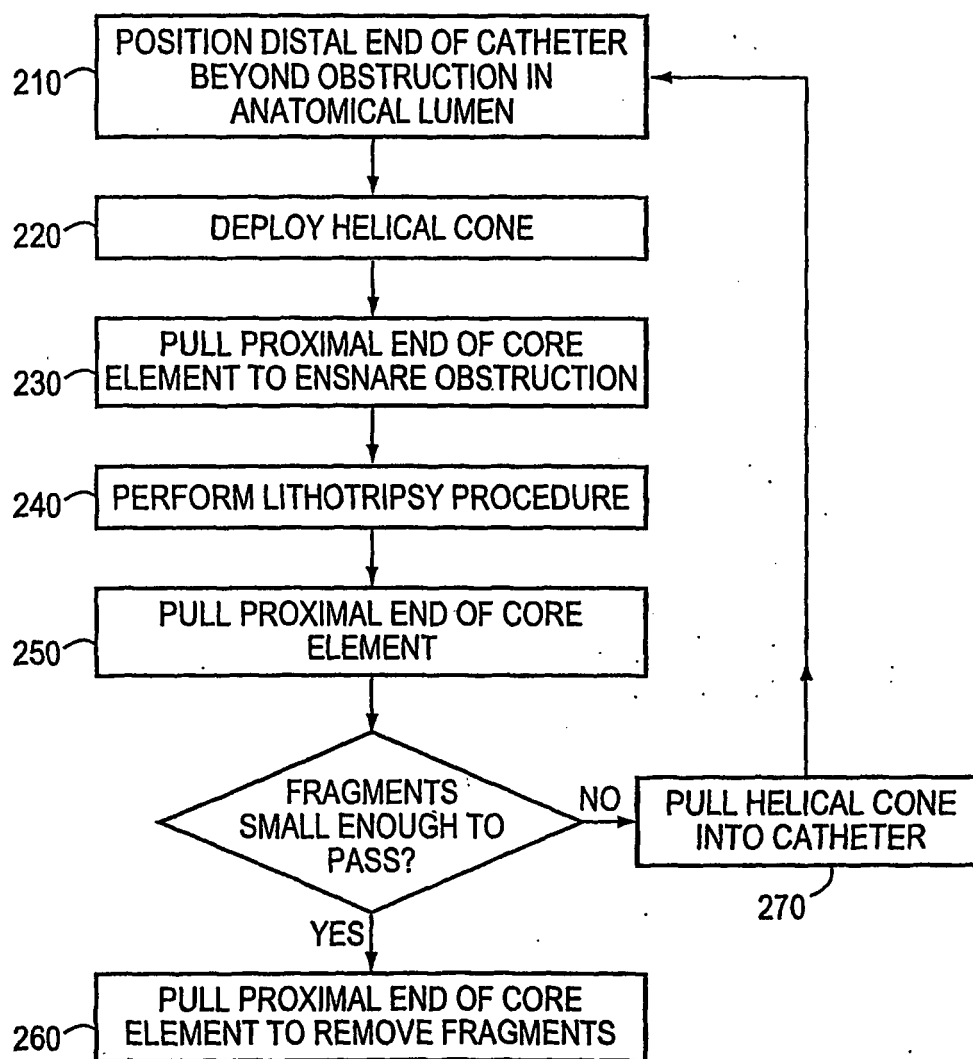 210
POSITION DISTAL END OF CATHETER
BEYOND OBSTRUCTION IN
ANATOMICAL LUMEN
220
DEPLOY HELICAL CONE
230
PULL PROXIMAL END OF CORE
ELEMENT TO ENSNARE OBSTRUCTION
240
PERFORM LITHOTRIPSY PROCEDURE
250
PULL PROXIMAL END OF CORE
ELEMENT
FRAGMENTS
SMALL ENOUGH TO
PASS?
NO
PULL HELICAL CONE
INTO CATHETER
270
YES
260
PULL PROXIMAL END OF CORE
ELEMENT TO REMOVE FRAGMENTS